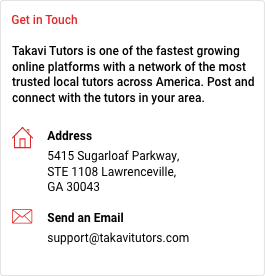 Get in Touch
Takavi Tutors is one of the fastest growing
online platforms with a network of the most
trusted local tutors across America. Post and
connect with the tutors in your area.
Address
5415 Sugarloaf Parkway,
STE 1108 Lawrenceville,
GA 30043
Send an Email
support@takavitutors.com